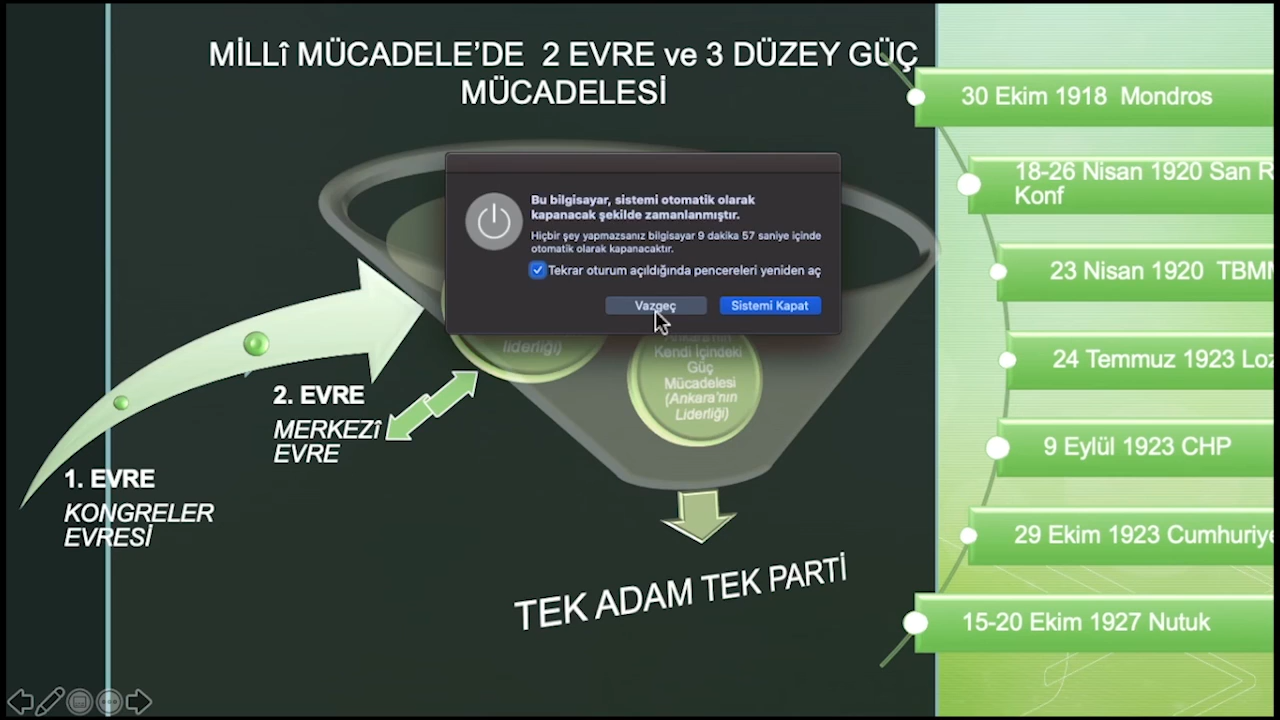 MİLLÎ MÜCADELE’DE  2 EVRE ve 3 DÜZEY GÜÇ
MÜCADELESİ
Bu bilgisayar, sistemi otomatik olarak
kapanacak şekilde zamanlanmıştır.
Hiçbir şey yapmazsanız bilgisayar 9 dakika 57 saniye içinde
otomatik olarak kapanacaktır.
Tekrar oturum açıldığında pencereleri yeniden aç
Vazgeç
Sistemi Kapat
liderliği)
Ankara'nın
Kendi İçindeki
Güç
Mücadelesi
(Ankara'nın
Liderliği)
2. EVRE
MERKEZÎ
EVRE
1. EVRE
KONGRELER
EVRESİ
TEK ADAM TEK PARTİ
30 Ekim 1918  Mondros
18-26 Nisan 1920 San R
Konf
23 Nisan 1920  TBMM
24 Temmuz 1923 Loz
9 Eylül 1923 CHP
29 Ekim 1923 Cumhuriye
15-20 Ekim 1927 Nutuk